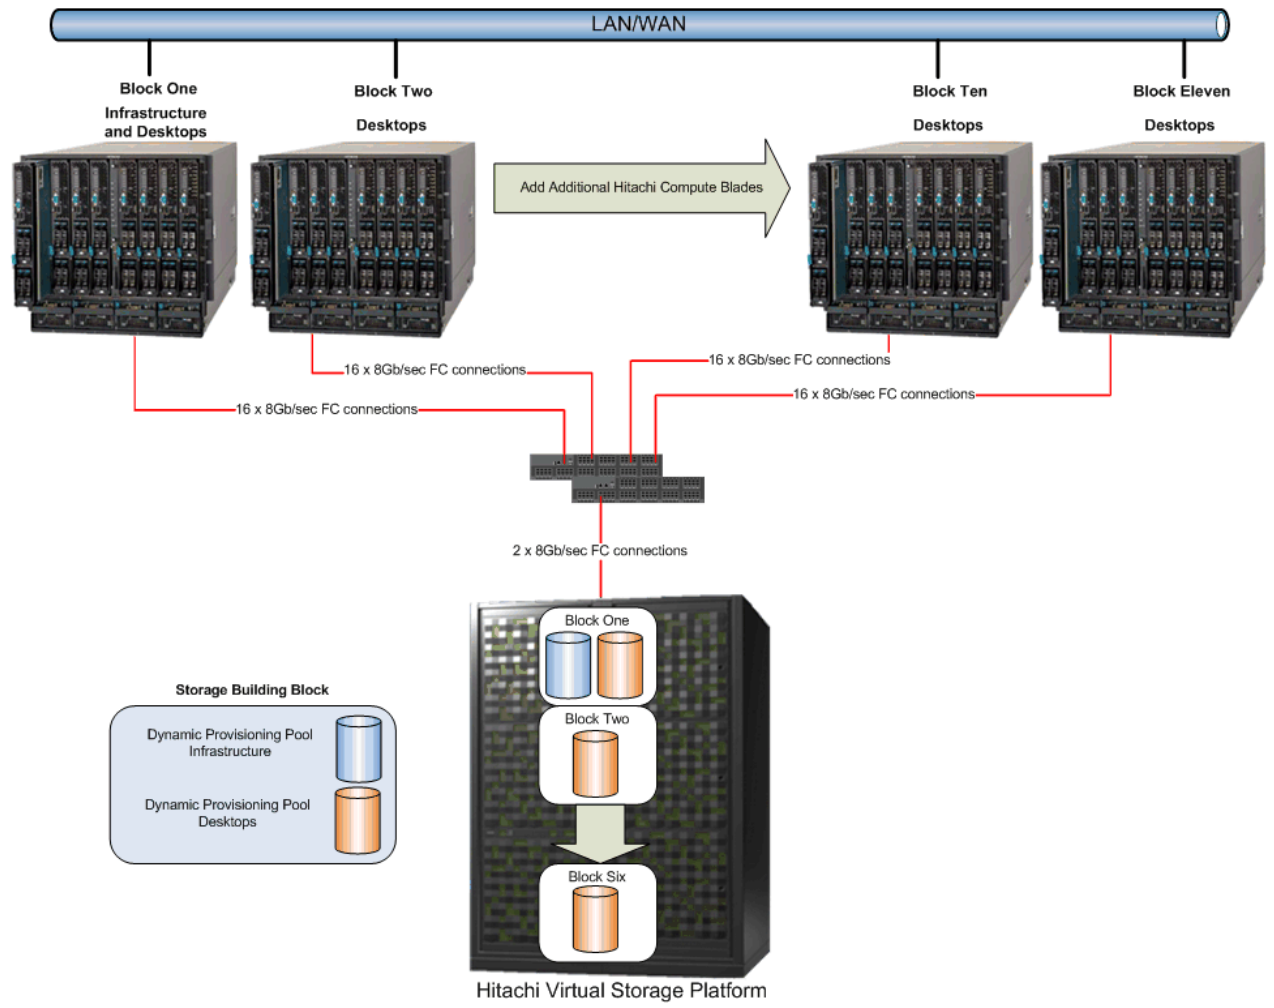 LAN/WAN
Block One
Infrastructure
and Desktops
Block Two
Desktops
Block Ten
Desktops
Block Eleven
Desktops
Add Additional Hitachi Compute Blades
16 x 8Gb/sec FC connections
16 x 8Gb/sec FC connections
16 x 8Gb/sec FC connections
16 x 8Gb/sec FC connections
2 x 8Gb/sec FC connections
Block One
Block Two
Block Six
Storage Building Block
Dynamic Provisioning Pool
Infrastructure
Dynamic Provisioning Pool
Desktops
Hitachi Virtual Storage Platform